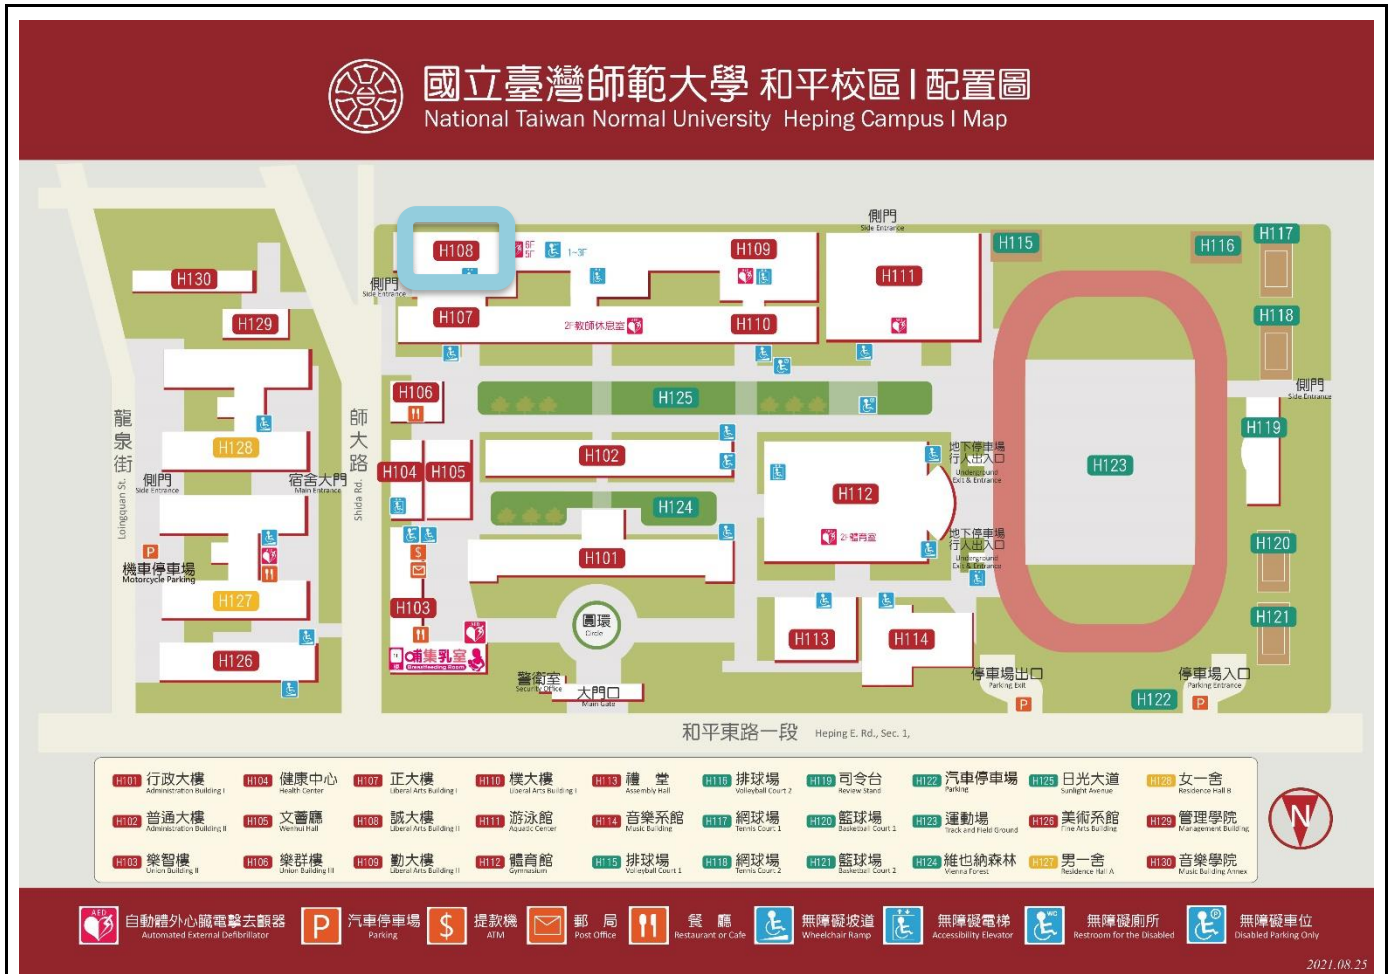 國立臺灣師範大學 和平校區 | 配置圖
National Taiwan Normal University Heping Campus | Map
側門
Side Entrance
H108
6F
5F
1-3F
H109
H111
H115
H116
H117
H130
側門
Side Entrance
H129
H107
2F教師休息室
H110
H118
H106
H125
側門
Side Entrance
龍泉街
Loingquan St.
師大路
Shida Rd.
H128
H104
H105
H102
地下停車場
行人出入口
Underground
Exit & Entrance
H119
H123
側門
Side Entrance
宿舍大門
Main Entrance
H124
H112
2F體育室
地下停車場
行人出入口
Underground
Exit & Entrance
H120
P
機車停車場
Motorcycle Parking
H101
$
H127
H103
圓環
Circle
H113
H114
H121
H126
AED
哺集乳室
Breastfeeding Room
警衛室
Security Office
大門口
Main Gate
停車場出口
Parking Exit
P
H122
停車場入口
Parking Entrance
P
和平東路一段 Heping E. Rd., Sec. 1,
H101 行政大樓 Administration Building I
H104 健康中心 Health Center
H107 正大樓 Liberal Arts Building I
H110 樸大樓 Liberal Arts Building I
H113 禮 堂 Assembly Hall
H116 排球場 Volleyball Court 2
H119 司令台 Review Stand
H122 汽車停車場 Parking
H125 日光大道 Sunlight Avenue
H128 女一舍 Residence Hall B
H102 普通大樓 Administration Building II
H105 文薈廳 Wenhui Hall
H108 誠大樓 Liberal Arts Building II
H111 游泳館 Aquatic Center
H114 音樂系館 Music Building
H117 網球場 Tennis Court 1
H120 籃球場 Basketball Court 1
H123 運動場 Track and Field Ground
H126 美術系館 Fine Arts Building
H129 管理學院 Management Building
H103 樂智樓 Union Building II
H106 樂群樓 Union Building III
H109 勤大樓 Liberal Arts Building II
H112 體育館 Gymnasium
H115 排球場 Volleyball Court 1
H118 網球場 Tennis Court 2
H121 籃球場 Basketball Court 2
H124 維也納森林 Vienna Forest
H127 男一舍 Residence Hall A
H130 音樂學院 Music Building Annex
N
AED 自動體外心臟電擊去顫器 Automated External Defibrillator
P 汽車停車場 Parking
$ 提款機 ATM
郵 局 Post Office
餐 廳 Restaurant or Cafe
無障礙坡道 Wheelchair Ramp
無障礙電梯 Accessibility Elevator
WC 無障礙廁所 Restroom for the Disabled
P 無障礙車位 Disabled Parking Only
2021.08.25